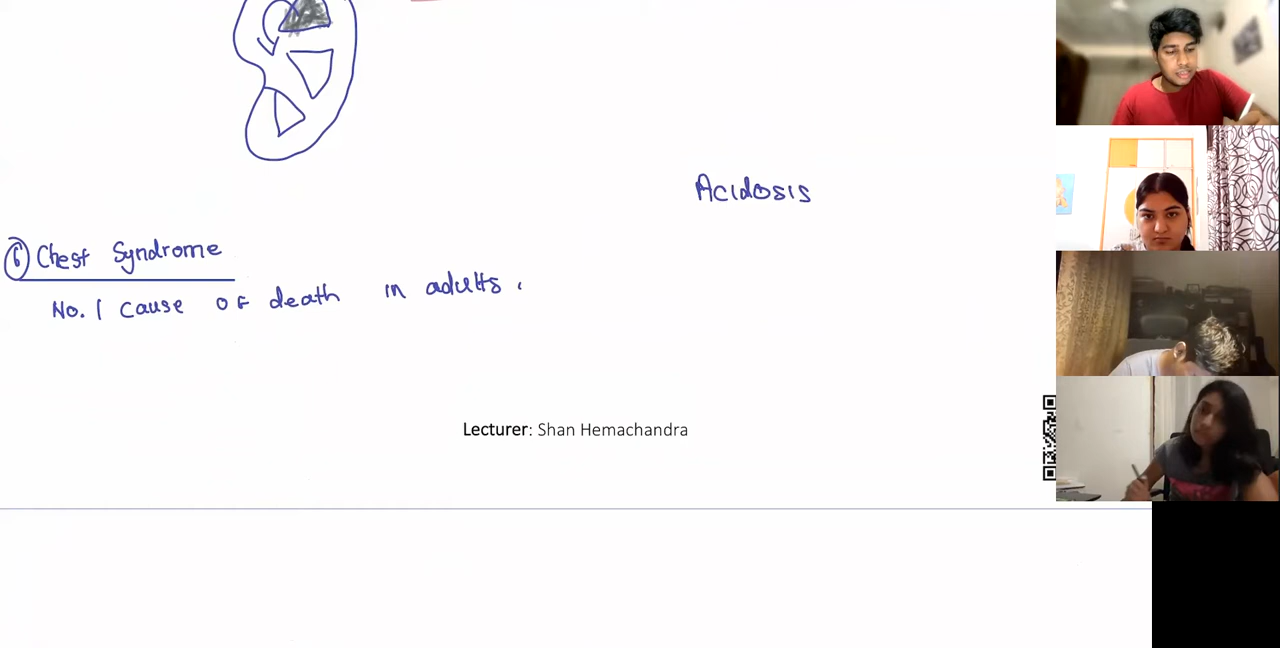 Acidosis
6 Chest Syndrome
No. 1 cause of death in adults.
Lecturer: Shan Hemachandra